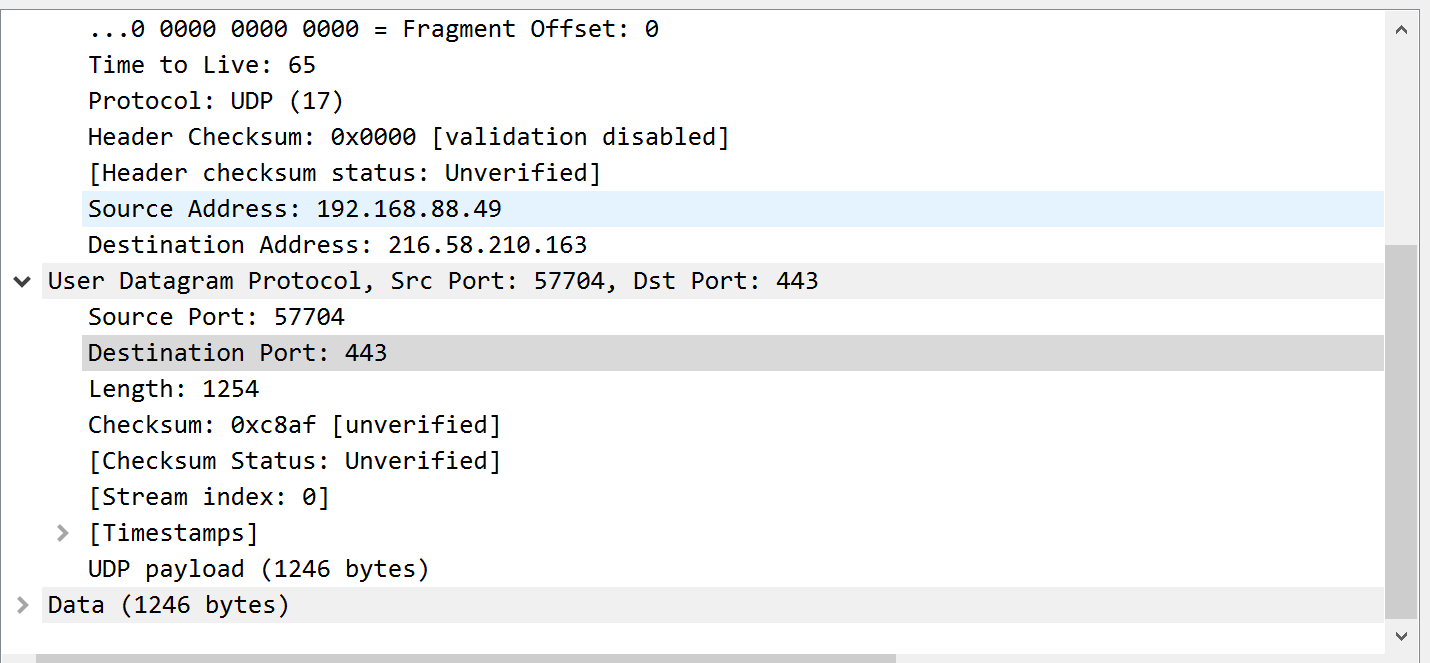 ...0 0000 0000 0000 = Fragment Offset: 0
Time to Live: 65
Protocol: UDP (17)
Header Checksum: 0x0000 [validation disabled]
[Header checksum status: Unverified]
Source Address: 192.168.88.49
Destination Address: 216.58.210.163
User Datagram Protocol, Src Port: 57704, Dst Port: 443
Source Port: 57704
Destination Port: 443
Length: 1254
Checksum: 0xc8af [unverified]
[Checksum Status: Unverified]
[Stream index: 0]
[Timestamps]
UDP payload (1246 bytes)
Data (1246 bytes)